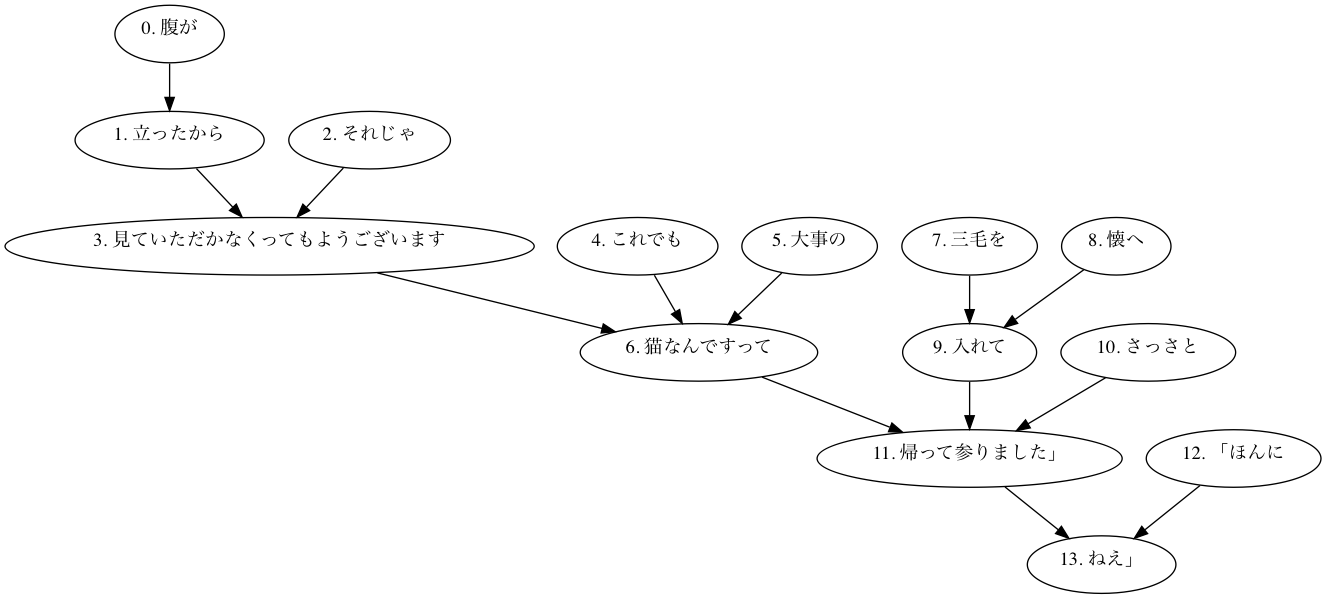 0. 腹が
1. 立ったから
2. それじゃ
3. 見ていただかなくってもようございます
4. これでも
5. 大事の
6. 猫なんですって
7. 三毛を
8. 懐へ
9. 入れて
10. さっさと
11. 帰って参りました」
12. 「ほんに
13. ねえ」